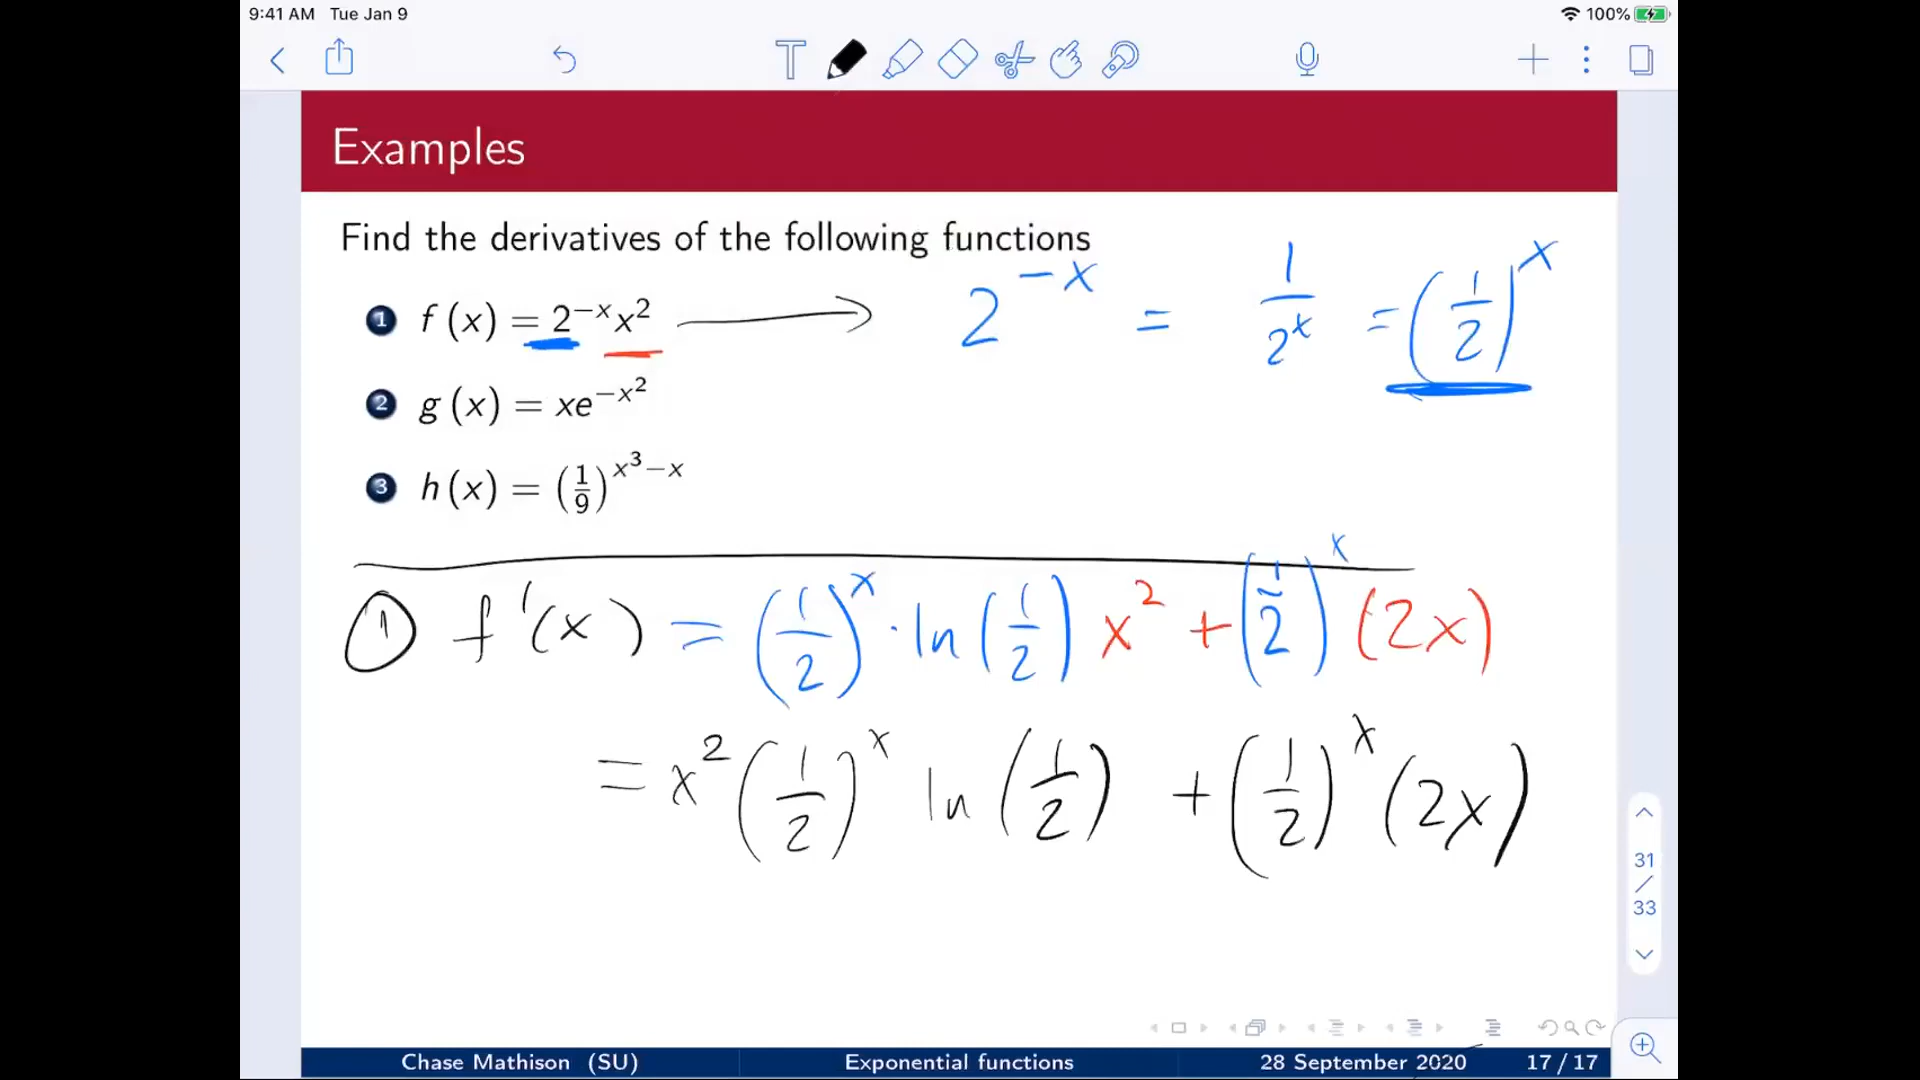 9:41 AM Tue Jan 9 100%
Examples
Find the derivatives of the following functions
1 f (x) = 2^{−x}x^2 ⟶ 2^{−x} = 1/2^x = (1/2)^x
2 g (x) = xe^{−x^2}
3 h (x) = (1/9)^{x^3−x}
① f'(x) = (1/2)^x · ln (1/2) x^2 + (1/2)^x (2x)
= x^2 (1/2)^x ln (1/2) + (1/2)^x (2x)
31
/
33
Chase Mathison (SU) Exponential functions 28 September 2020 17 / 17